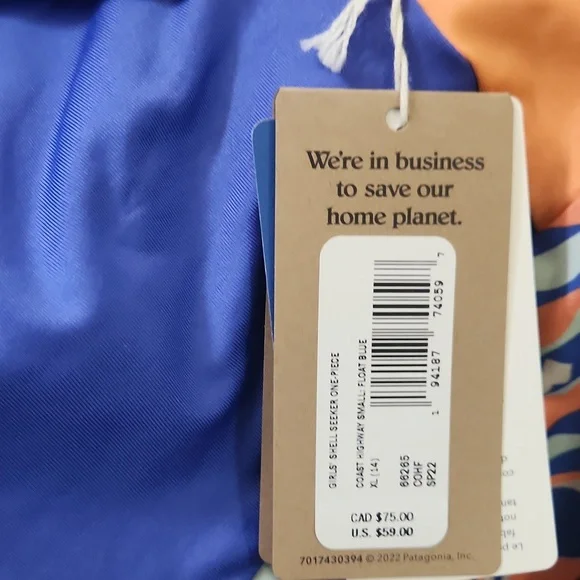 We're in business
to save our
home planet.
GIRLS' SHELL SEEKER ONE-PIECE
COAST HIGHWAY SMALL: FLOAT BLUE
XL (14)
66265
COHF
SP22
1 94187 74059 7
CAD $75.00
U.S. $59.00
7017430394 © 2022 Patagonia, Inc.